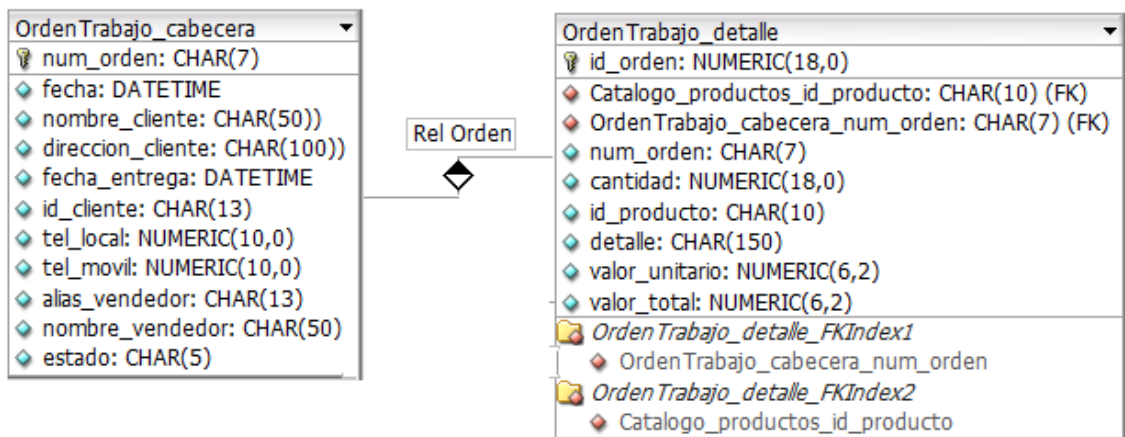 OrdenTrabajo_cabecera
num_orden: CHAR(7)
fecha: DATETIME
nombre_cliente: CHAR(50))
direccion_cliente: CHAR(100))
fecha_entrega: DATETIME
id_cliente: CHAR(13)
tel_local: NUMERIC(10,0)
tel_movil: NUMERIC(10,0)
alias_vendedor: CHAR(13)
nombre_vendedor: CHAR(50)
estado: CHAR(5)
Rel Orden
OrdenTrabajo_detalle
id_orden: NUMERIC(18,0)
Catalogo_productos_id_producto: CHAR(10) (FK)
OrdenTrabajo_cabecera_num_orden: CHAR(7) (FK)
num_orden: CHAR(7)
cantidad: NUMERIC(18,0)
id_producto: CHAR(10)
detalle: CHAR(150)
valor_unitario: NUMERIC(6,2)
valor_total: NUMERIC(6,2)
OrdenTrabajo_detalle_FKIndex1
OrdenTrabajo_cabecera_num_orden
OrdenTrabajo_detalle_FKIndex2
Catalogo_productos_id_producto